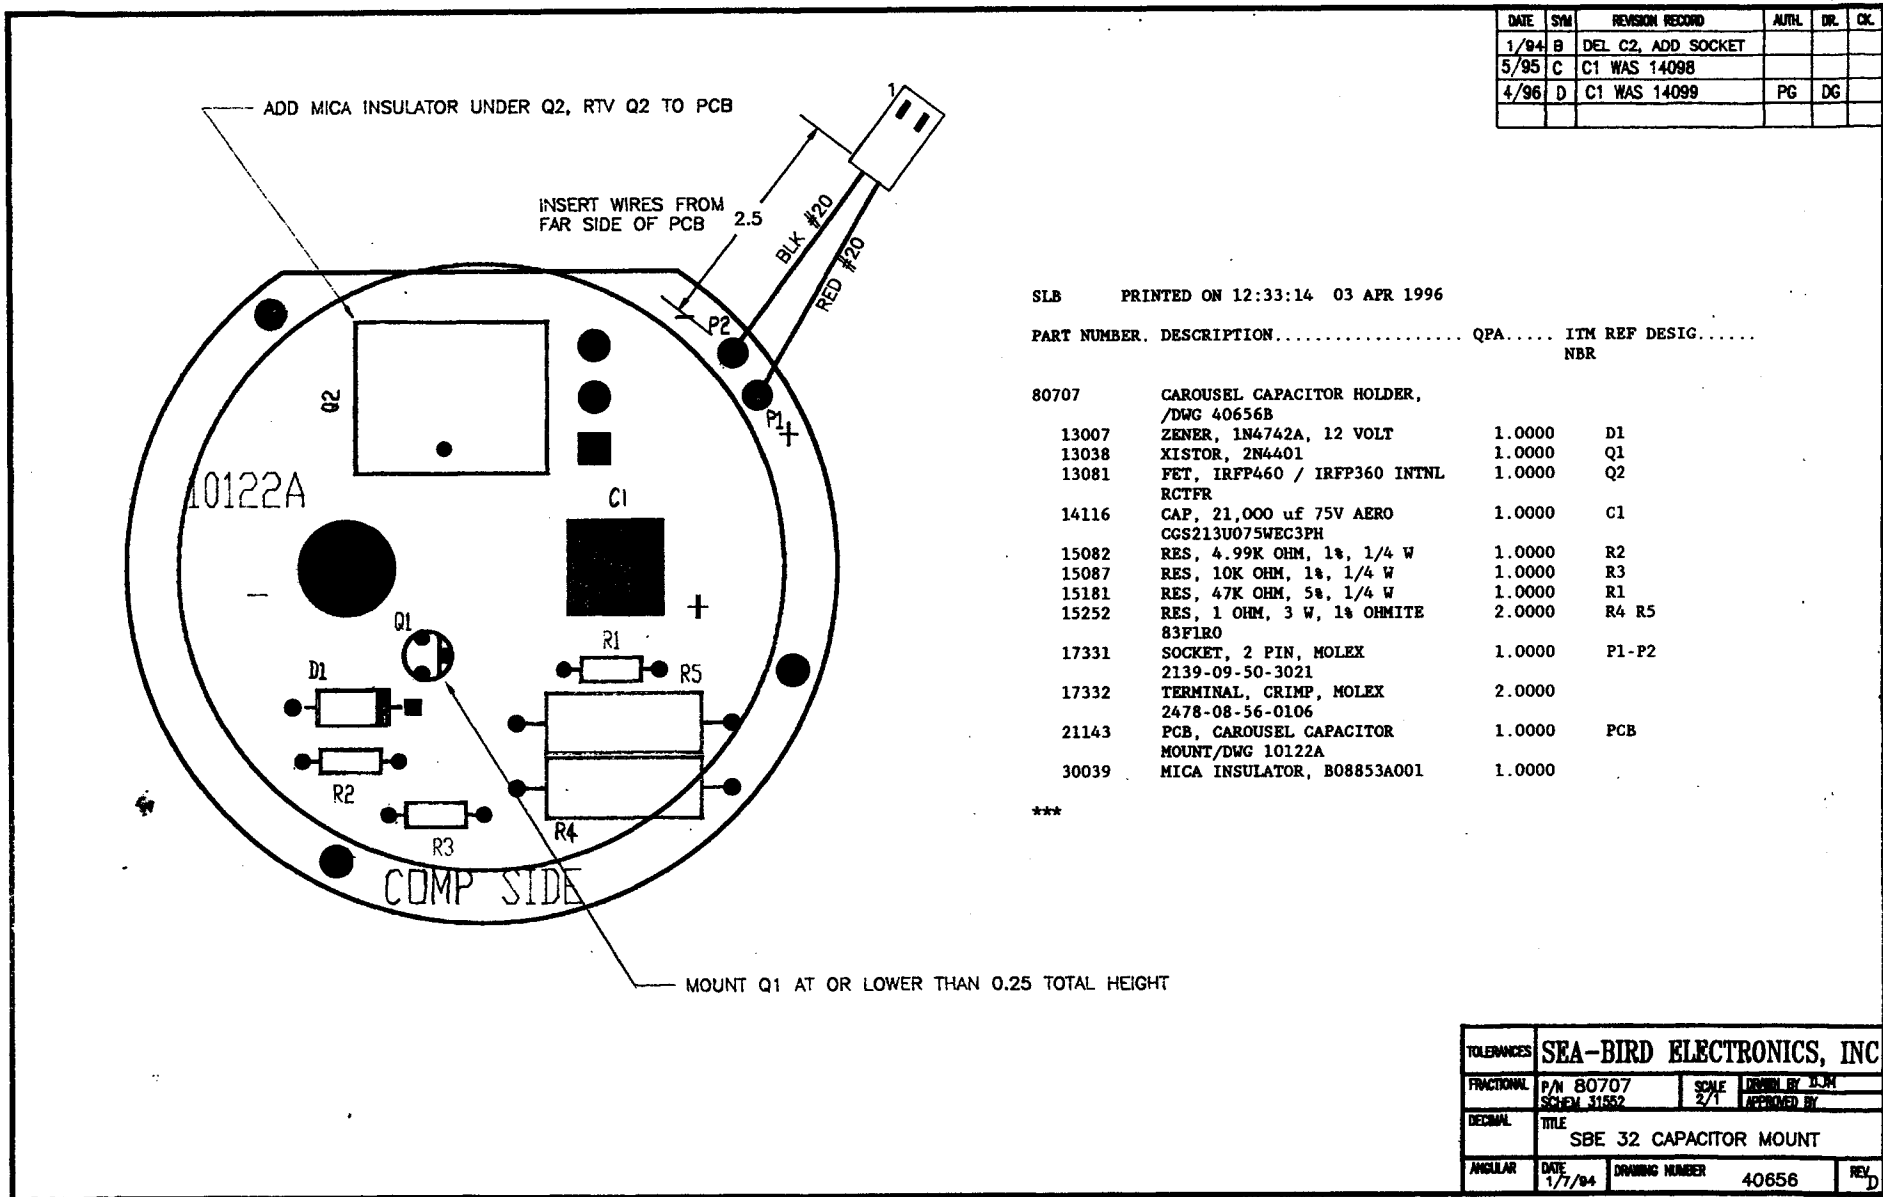 DATE SYM REVISION RECORD AUTH. DR. CK.
1/94 B DEL C2, ADD SOCKET
5/95 C C1 WAS 14098
4/96 D C1 WAS 14099 PG DG
ADD MICA INSULATOR UNDER Q2, RTV Q2 TO PCB
1
INSERT WIRES FROM
FAR SIDE OF PCB 2.5
BLK #20
RED #20
P2
P1
+
Q2
10122A
C1
-
+
Q1
R1
D1
R5
R2
R4
R3
COMP SIDE
MOUNT Q1 AT OR LOWER THAN 0.25 TOTAL HEIGHT
SLB PRINTED ON 12:33:14 03 APR 1996
PART NUMBER. DESCRIPTION................... QPA..... ITM REF DESIG......
NBR
80707 CAROUSEL CAPACITOR HOLDER,
/DWG 40656B
13007 ZENER, 1N4742A, 12 VOLT 1.0000 D1
13038 XISTOR, 2N4401 1.0000 Q1
13081 FET, IRFP460 / IRFP360 INTNL 1.0000 Q2
RCTFR
14116 CAP, 21,000 uf 75V AERO 1.0000 C1
CGS213U075WEC3PH
15082 RES, 4.99K OHM, 1%, 1/4 W 1.0000 R2
15087 RES, 10K OHM, 1%, 1/4 W 1.0000 R3
15181 RES, 47K OHM, 5%, 1/4 W 1.0000 R1
15252 RES, 1 OHM, 3 W, 1% OHMITE 2.0000 R4 R5
83F1R0
17331 SOCKET, 2 PIN, MOLEX 1.0000 P1-P2
2139-09-50-3021
17332 TERMINAL, CRIMP, MOLEX 2.0000
2478-08-56-0106
21143 PCB, CAROUSEL CAPACITOR 1.0000 PCB
MOUNT/DWG 10122A
30039 MICA INSULATOR, B08853A001 1.0000
***
TOLERANCES SEA-BIRD ELECTRONICS, INC
FRACTIONAL P/N 80707 SCALE DRAWN BY DJM
SCHEM 31552 2/1 APPROVED BY
DECIMAL TITLE
SBE 32 CAPACITOR MOUNT
ANGULAR DATE DRAWING NUMBER REV
1/7/94 40656 D